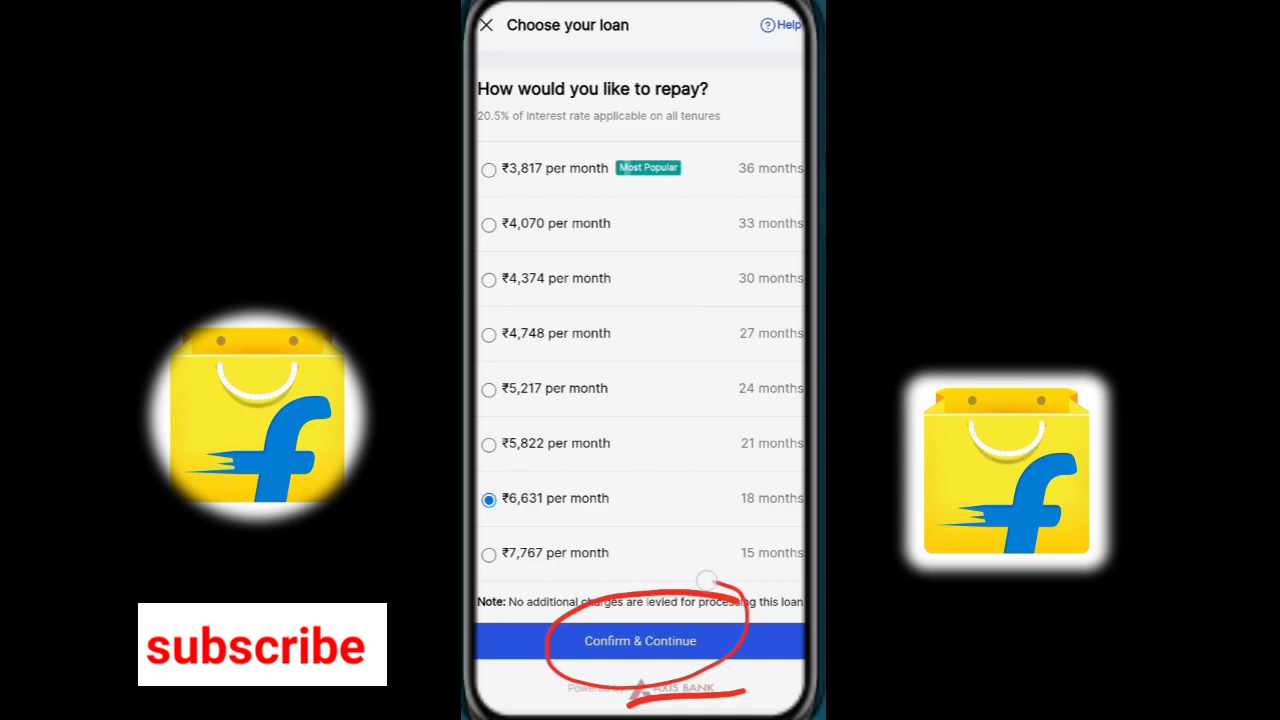 Choose your loan
Help
How would you like to repay?
20.5% of interest rate applicable on all tenures
₹3,817 per month Most Popular 36 months
₹4,070 per month 33 months
₹4,374 per month 30 months
₹4,748 per month 27 months
₹5,217 per month 24 months
₹5,822 per month 21 months
₹6,631 per month 18 months
₹7,767 per month 15 months
Note: No additional charges are levied for processing this loan
Confirm & Continue
Powered by AXIS BANK
subscribe